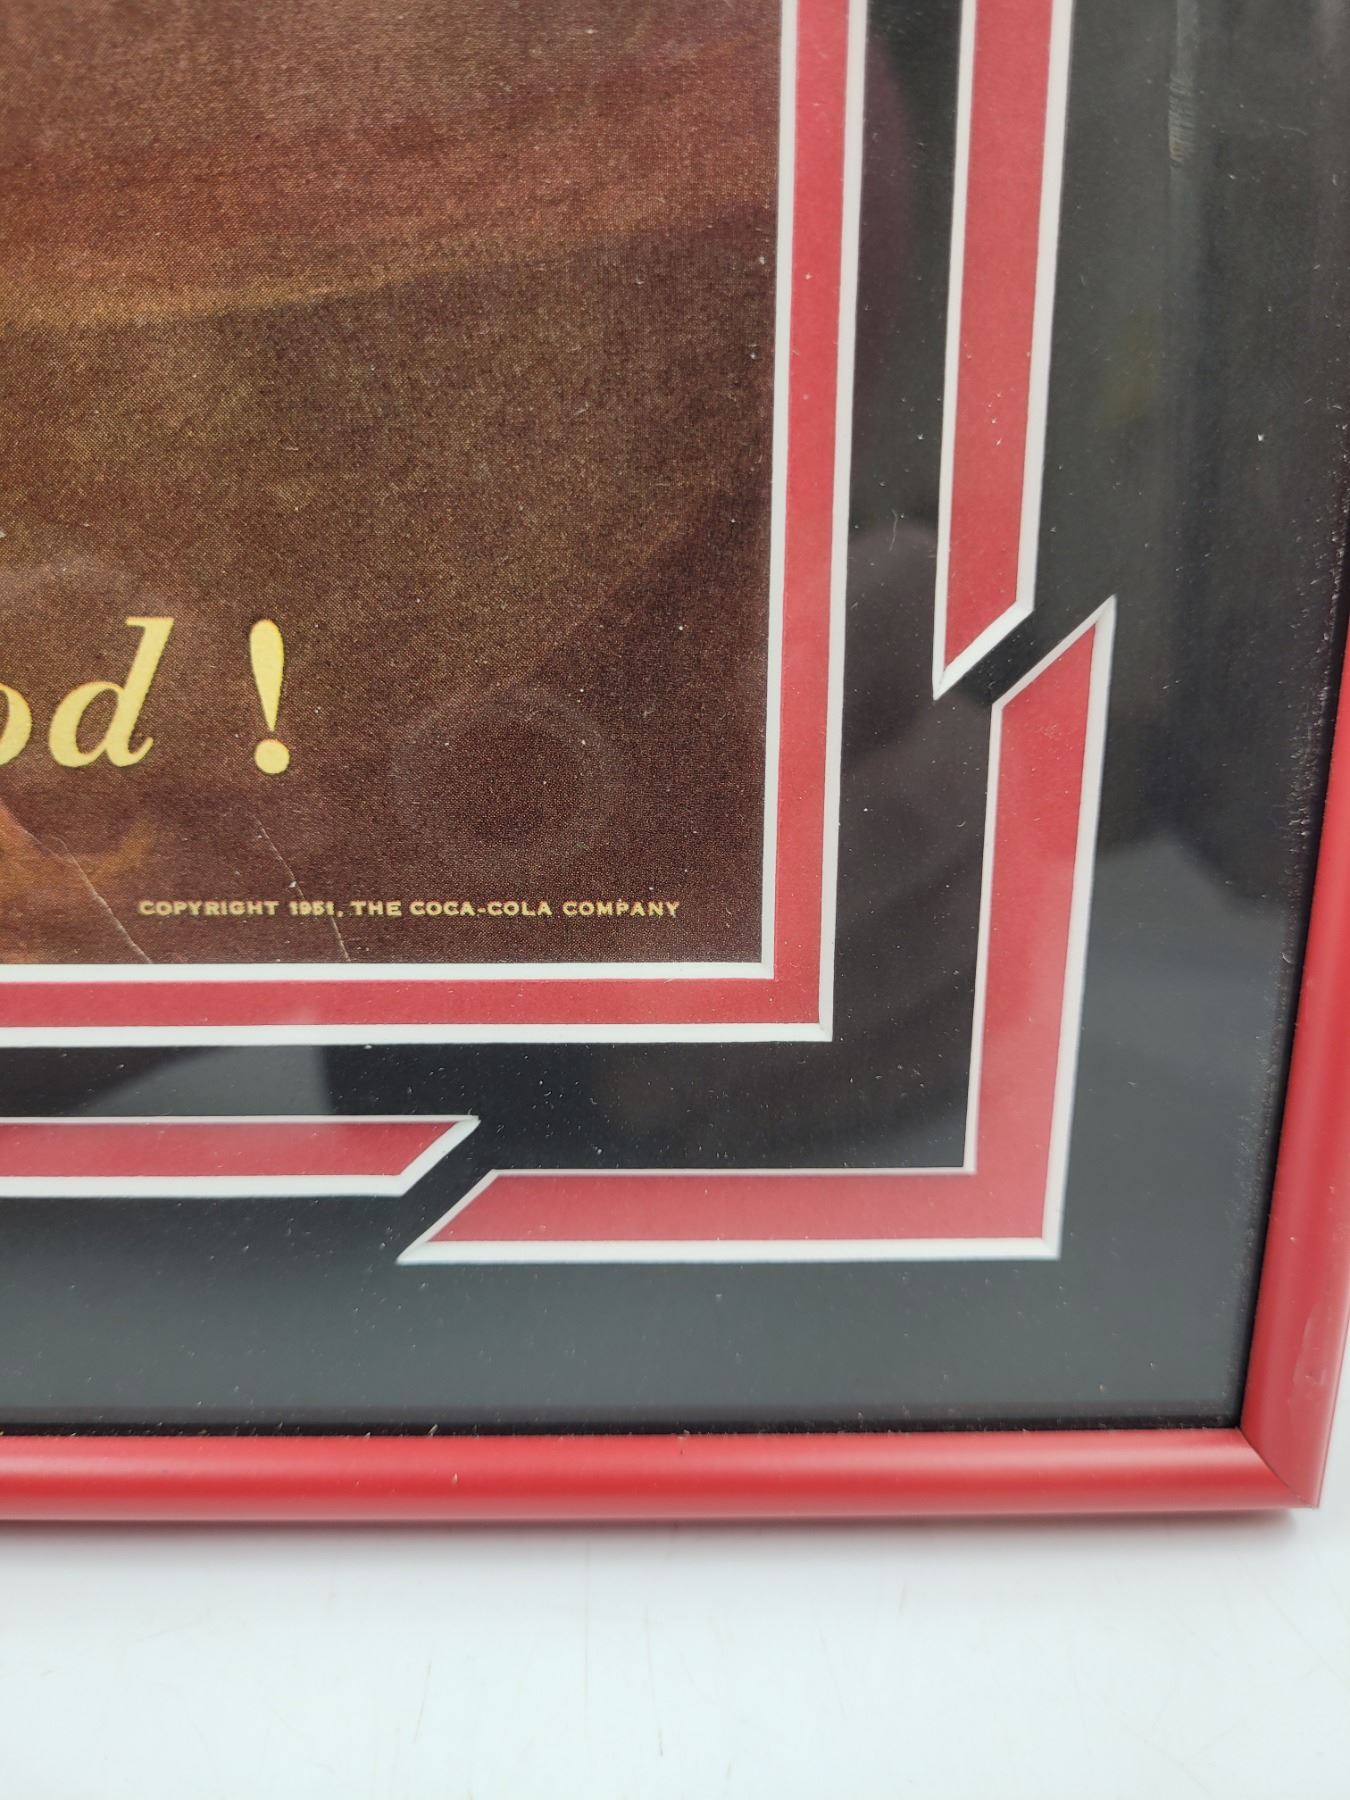 od !
COPYRIGHT 1951, THE COCA-COLA COMPANY